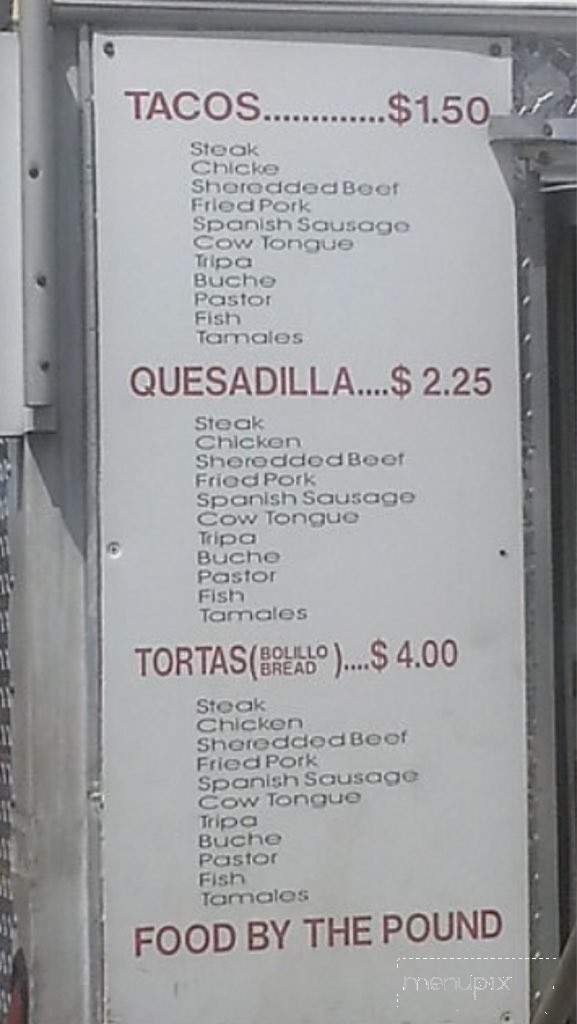 TACOS.............$1.50
Steak
Chicke
Sheredded Beef
Fried Pork
Spanish Sausage
Cow Tongue
Tripa
Buche
Pastor
Fish
Tamales
QUESADILLA....$ 2.25
Steak
Chicken
Sheredded Beef
Fried Pork
Spanish Sausage
Cow Tongue
Tripa
Buche
Pastor
Fish
Tamales
TORTAS(BOLILLO BREAD )....$ 4.00
Steak
Chicken
Sheredded Beef
Fried Pork
Spanish Sausage
Cow Tongue
Tripa
Buche
Pastor
Fish
Tamales
FOOD BY THE POUND
menupix